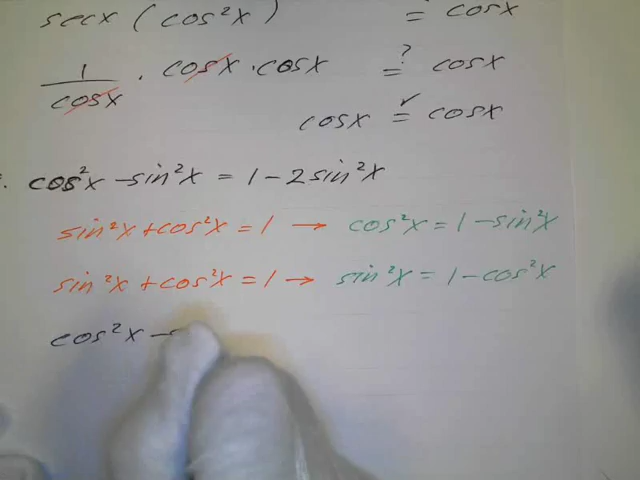 secx (cos²x) = cosx
1/cosx · cosx · cosx =? cosx
cosx =✓ cosx
. cos²x - sin²x = 1 - 2sin²x
sin²x + cos²x = 1 → cos²x = 1 - sin²x
sin²x + cos²x = 1 → sin²x = 1 - cos²x
cos²x - s